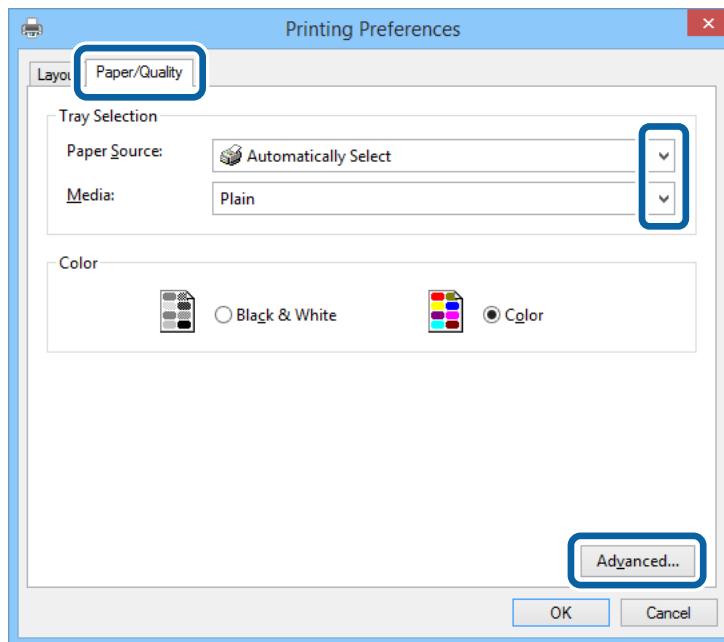 Printing Preferences
Layou
Paper/Quality
Tray Selection
Paper Source:
Automatically Select
Media:
Plain
Color
Black & White
Color
Advanced...
OK
Cancel